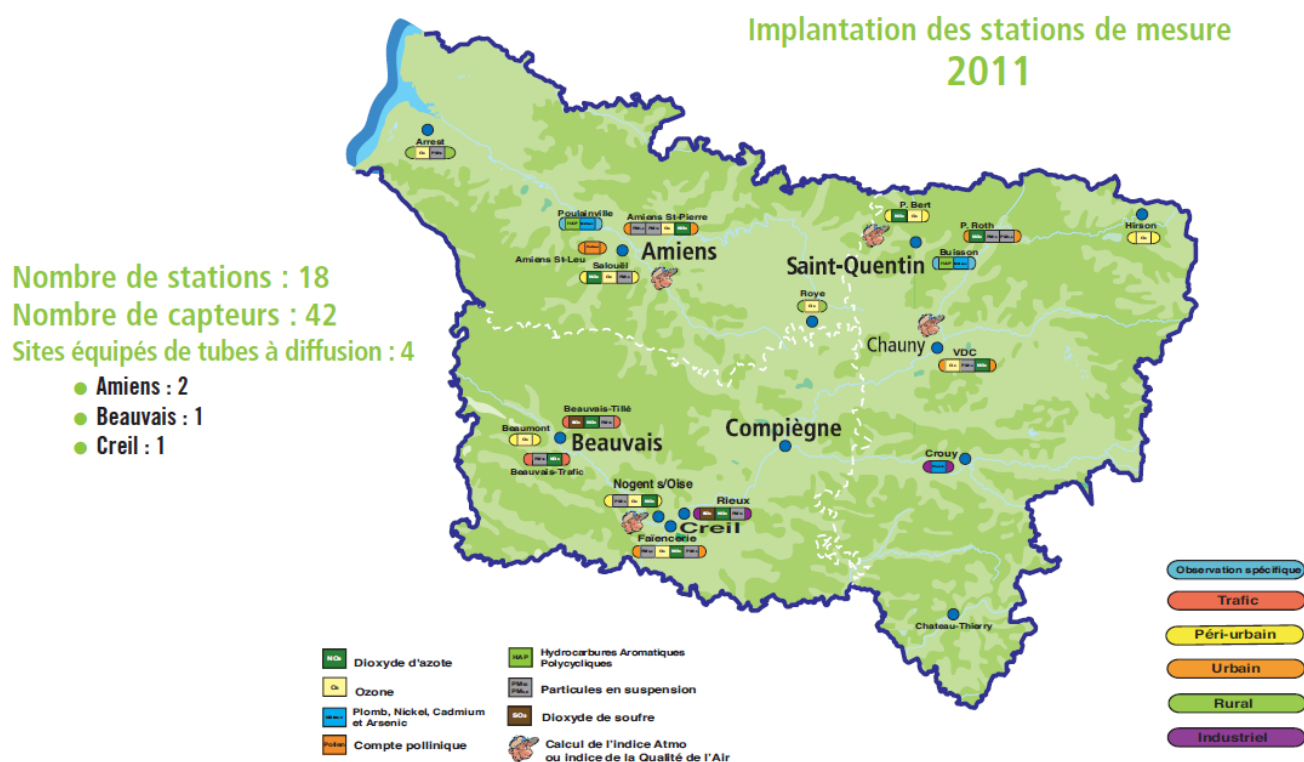 Implantation des stations de mesure
2011
Nombre de stations : 18
Nombre de capteurs : 42
Sites équipés de tubes à diffusion : 4
Amiens : 2
Beauvais : 1
Creil : 1
Arrest
Poulainville
Amiens St-Pierre
Amiens
Amiens St-Leu
Salouël
P. Bert
P. Roth
Hirson
Saint-Quentin
Buisson
Roye
Chauny
VDC
Beauvais-Tillé
Beaumont
Beauvais
Beauvais-Trafic
Compiègne
Crouy
Nogent s/Oise
Rieux
Creil
Faïencerie
Chateau-Thierry
NO₂ Dioxyde d'azote
O₃ Ozone
Plomb, Nickel, Cadmium
et Arsenic
Pollen Compte pollinique
HAP Hydrocarbures Aromatiques
Polycycliques
Particules en suspension
SO₂ Dioxyde de soufre
Calcul de l'Indice Atmo
ou indice de la Qualité de l'Air
Observation spécifique
Trafic
Péri-urbain
Urbain
Rural
Industriel